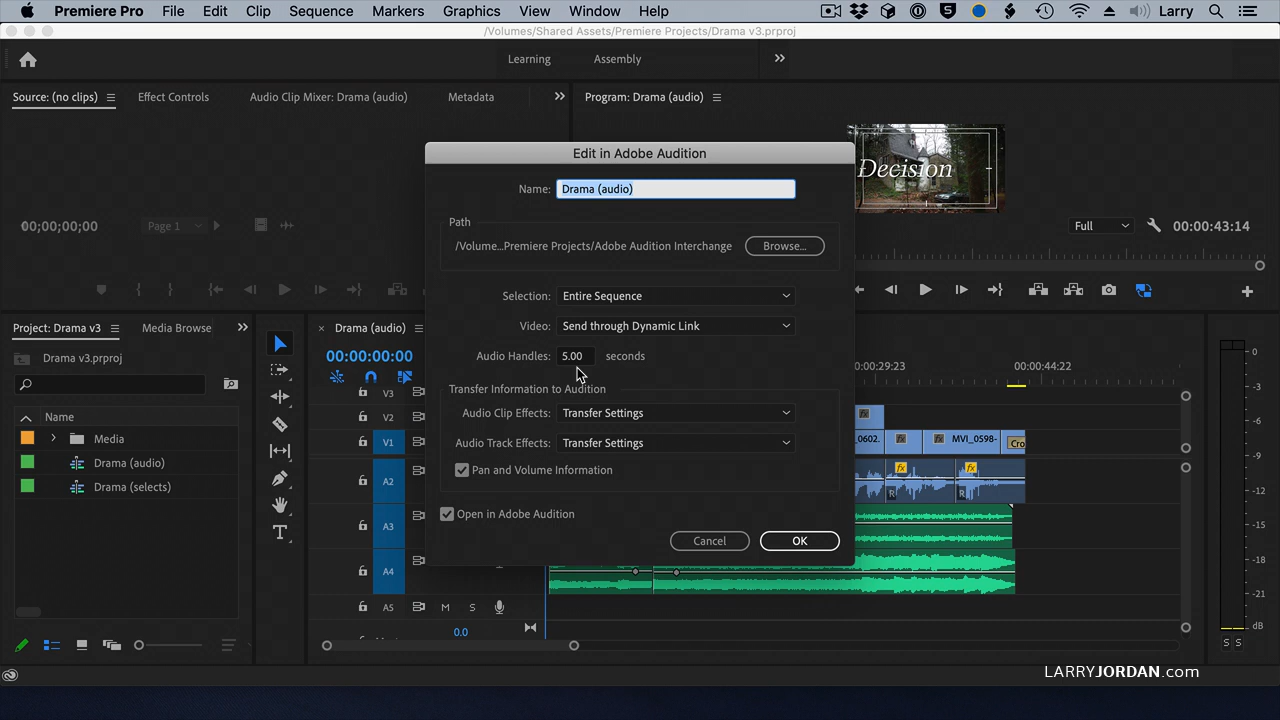 Premiere Pro File Edit Clip Sequence Markers Graphics View Window Help Larry
/Volumes/Shared Assets/Premiere Projects/Drama v3.prproj
Learning Assembly
Source: (no clips) Effect Controls Audio Clip Mixer: Drama (audio) Metadata Program: Drama (audio)
Edit in Adobe Audition
Decision
Name: Drama (audio)
Path
00;00;00;00 Page 1 Full 00:00:43:14
/Volume...Premiere Projects/Adobe Audition Interchange Browse...
Selection: Entire Sequence
Project: Drama v3 Media Browse Drama (audio) Video: Send through Dynamic Link
Drama v3.prproj 00:00:00:00 Audio Handles: 5.00 seconds 0
00:29:23 00:00:44:22 -3
V3 Transfer Information to Audition -6
Name V2 Audio Clip Effects: Transfer Settings fx
Media V1 Audio Track Effects: Transfer Settings _0602. fx fx MVI_0598- Cro -9
Drama (audio) Pan and Volume Information fx fx -12
Drama (selects) A2 R R
-15
Open in Adobe Audition
A3 -18
Cancel OK
A4 -21
A5 M S
dB
0.0 S S
LARRYJORDAN.com